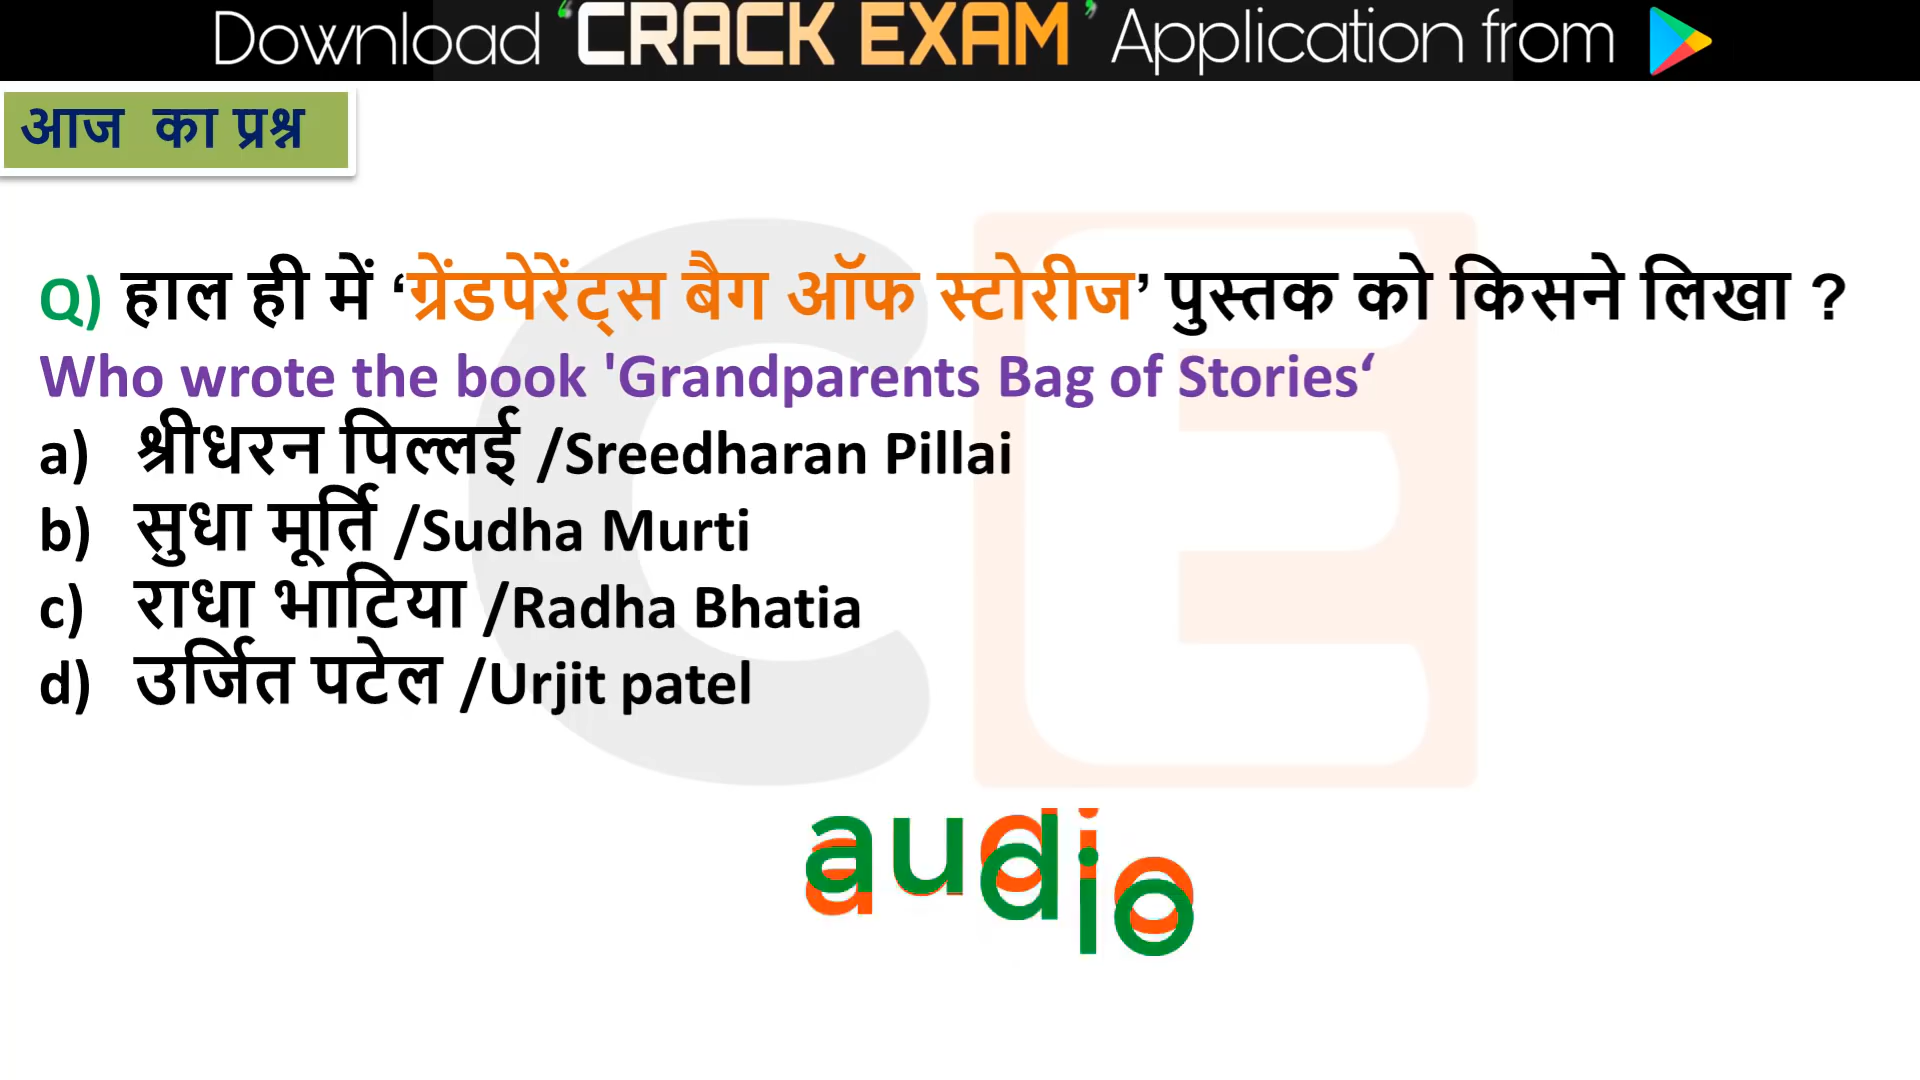 Download ‘CRACK EXAM’ Application from
आज का प्रश्न
Q) हाल ही में ‘ग्रेंडपेरेंट्स बैग ऑफ स्टोरीज’ पुस्तक को किसने लिखा ?
Who wrote the book 'Grandparents Bag of Stories‘
a) श्रीधरन पिल्लई /Sreedharan Pillai
b) सुधा मूर्ति /Sudha Murti
c) राधा भाटिया /Radha Bhatia
d) उर्जित पटेल /Urjit patel
CE
audio